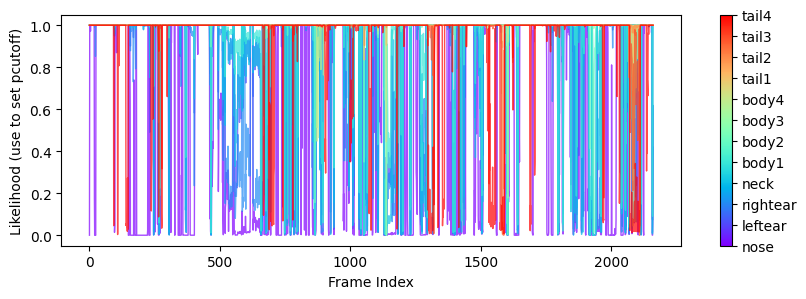 Likelihood (use to set pcutoff)
1.0
0.8
0.6
0.4
0.2
0.0
0
500
1000
1500
2000
Frame Index
tail4
tail3
tail2
tail1
body4
body3
body2
body1
neck
rightear
leftear
nose